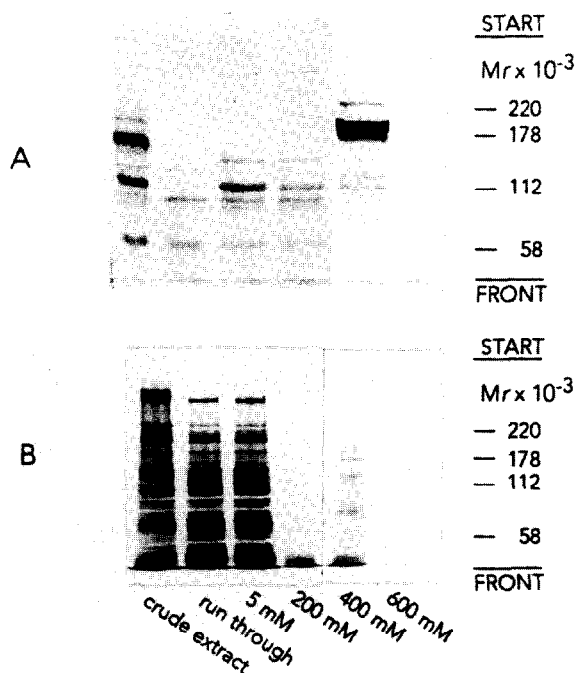 START
Mr x 10-3
220
A
178
112
58
FRONT
START
Mr x 10-3
220
B
178
112
58
FRONT
crude extract
run through
5 mM
200 mM
400 mM
600 mM